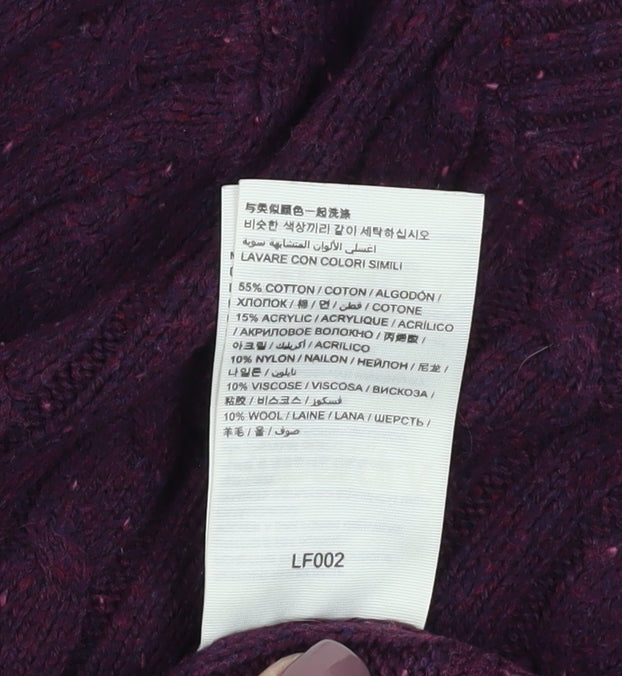 与类似颜色一起洗涤
비슷한 색상끼리 같이 세탁하십시오
اغسلي الألوان المتشابهة سوية
LAVARE CON COLORI SIMILI
55% COTTON / COTON / ALGODÓN /
ХЛОПОК / 棉 / 면 / قطن / COTONE
15% ACRYLIC / ACRYLIQUE / ACRÍLICO
/ АКРИЛОВОЕ ВОЛОКНО / 丙烯酸 /
아크릴 / أكريليك / ACRILICO
10% NYLON / NAILON / НЕЙЛОН / 尼龙 /
나일론 / نايلون
10% VISCOSE / VISCOSA / ВИСКОЗА /
粘胶 / 비스코스 / فسكوز
10% WOOL / LAINE / LANA / ШЕРСТЬ /
羊毛 / 울 / صوف
LF002